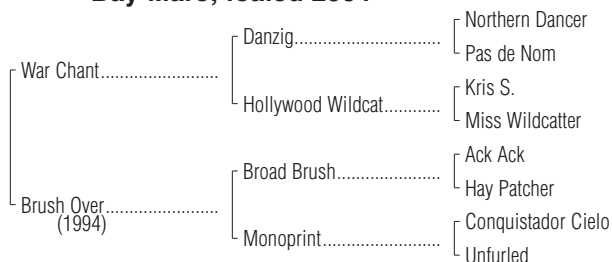 Bay Mare; foaled
Northern Dancer
Danzig..............................
Pas de Nom
War Chant........................
Kris S.
Hollywood Wildcat............
Miss Wildcatter
Ack Ack
Broad Brush......................
Hay Patcher
Brush Over.......................
(1994)
Conquistador Cielo
Monoprint.........................
Unfurled